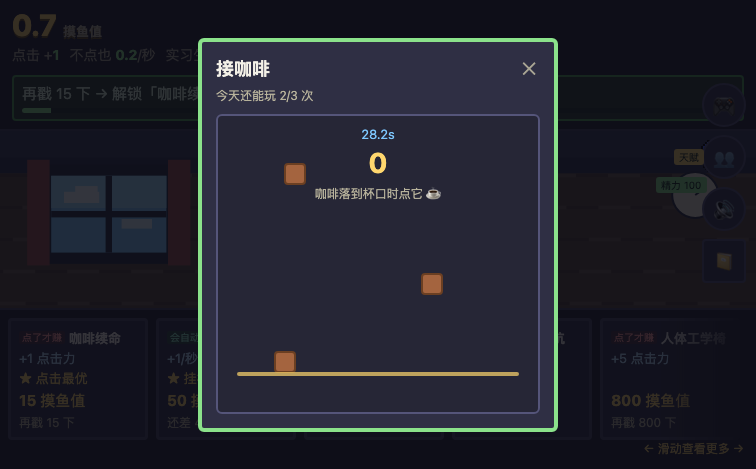 0.7 摸鱼值
点击 +1 不点也 0.2/秒 实习
再戳 15 下 → 解锁「咖啡续
接咖啡
今天还能玩 2/3 次
28.2s
0
咖啡落到杯口时点它
天赋
精力 100
点了才赚 咖啡续命
+1 点击力
★ 点击最优
15 摸鱼值
再戳 15 下
会自动
+1/秒
★ 挂
50 摸
还差
点了才赚 人体工学椅
+5 点击力
800 摸鱼值
再戳 800 下
← 滑动查看更多 →